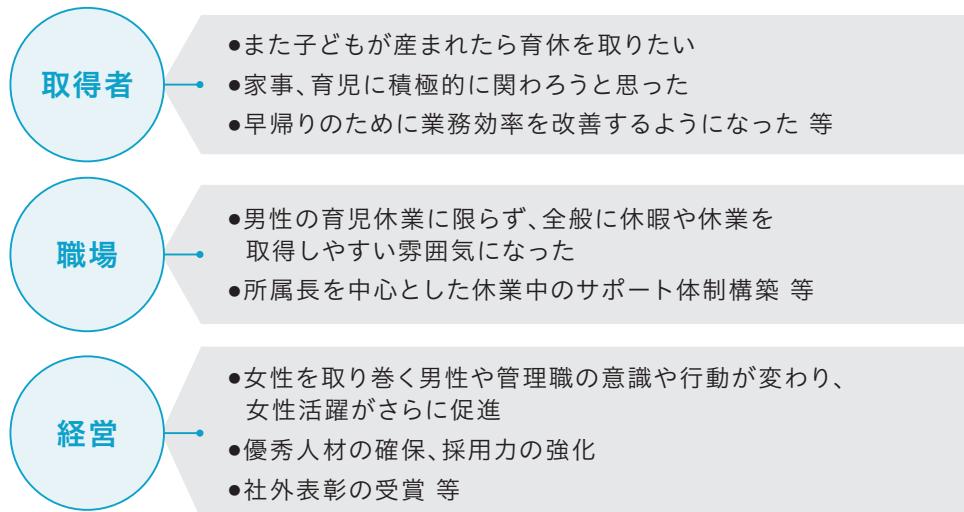 取得者
●また子どもが産まれたら育休を取りたい
●家事、育児に積極的に関わろうと思った
●早帰りのために業務効率を改善するようになった 等
職場
●男性の育児休業に限らず、全般に休暇や休業を
取得しやすい雰囲気になった
●所属長を中心とした休業中のサポート体制構築 等
経営
●女性を取り巻く男性や管理職の意識や行動が変わり、
女性活躍がさらに促進
●優秀人材の確保、採用力の強化
●社外表彰の受賞 等